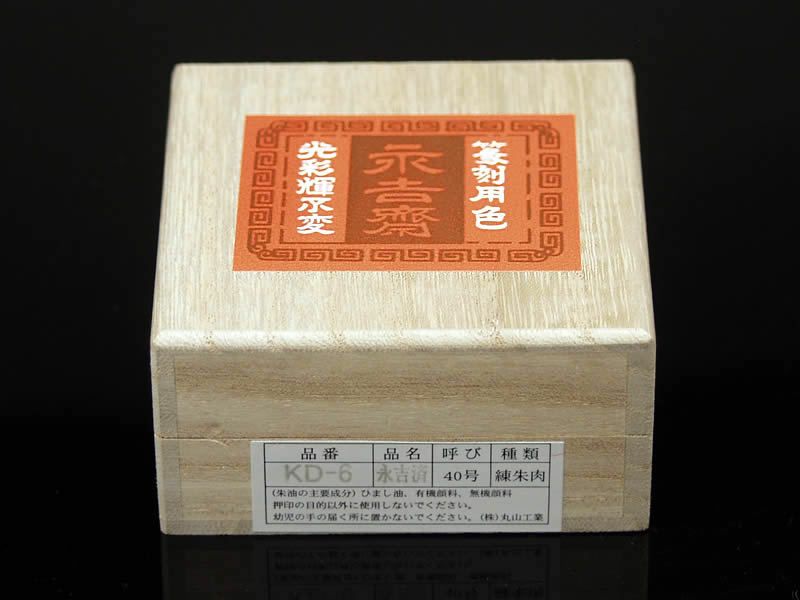 篆刻用色
永吉齋
光彩輝不変
品番 品名 呼び 種類
KD-6 永吉済 40号 練朱肉
(朱油の主要成分) ひまし油、有機顔料、無機顔料
押印の目的以外に使用しないでください。
幼児の手の届く所に置かないでください。(株)丸山工業